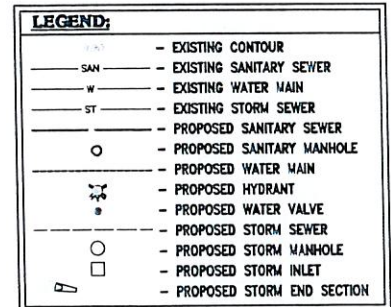 LEGEND:
- EXISTING CONTOUR
SAN - EXISTING SANITARY SEWER
W - EXISTING WATER MAIN
ST - EXISTING STORM SEWER
- PROPOSED SANITARY SEWER
- PROPOSED SANITARY MANHOLE
- PROPOSED WATER MAIN
- PROPOSED HYDRANT
- PROPOSED WATER VALVE
- PROPOSED STORM SEWER
- PROPOSED STORM MANHOLE
- PROPOSED STORM INLET
- PROPOSED STORM END SECTION